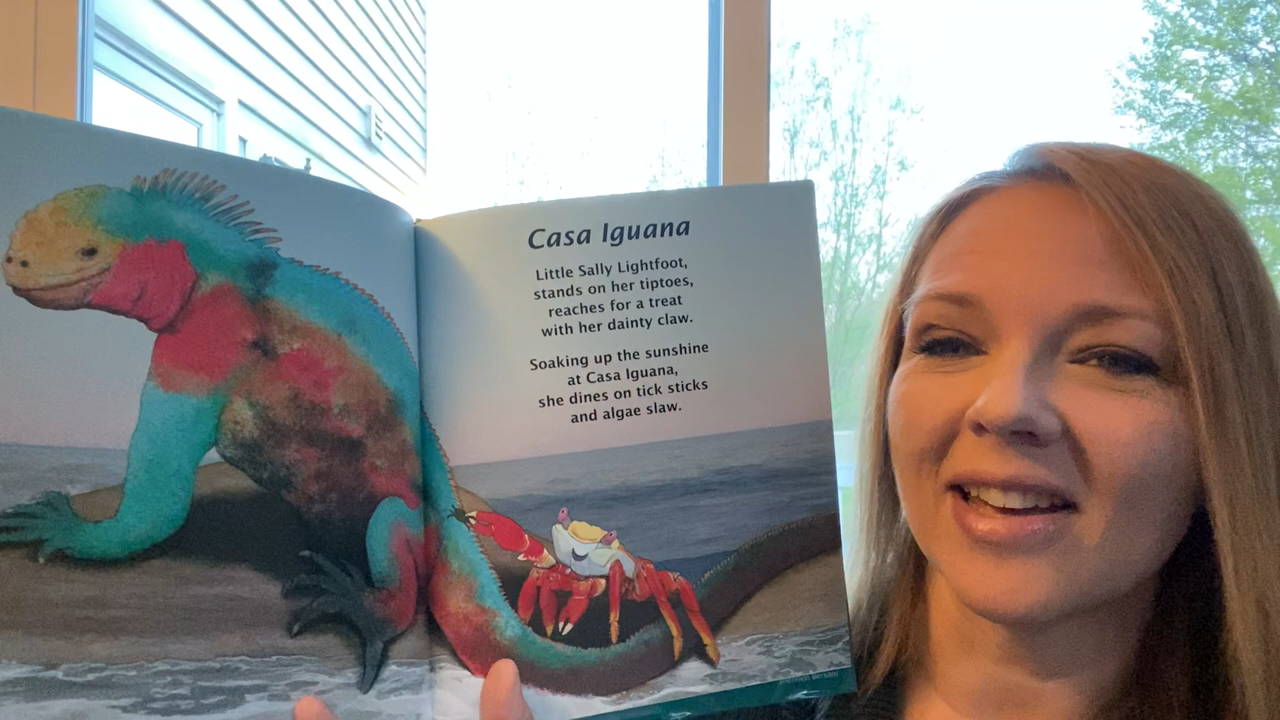 Casa Iguana
Little Sally Lightfoot,
stands on her tiptoes,
reaches for a treat
with her dainty claw.
Soaking up the sunshine
at Casa Iguana,
she dines on tick sticks
and algae slaw.